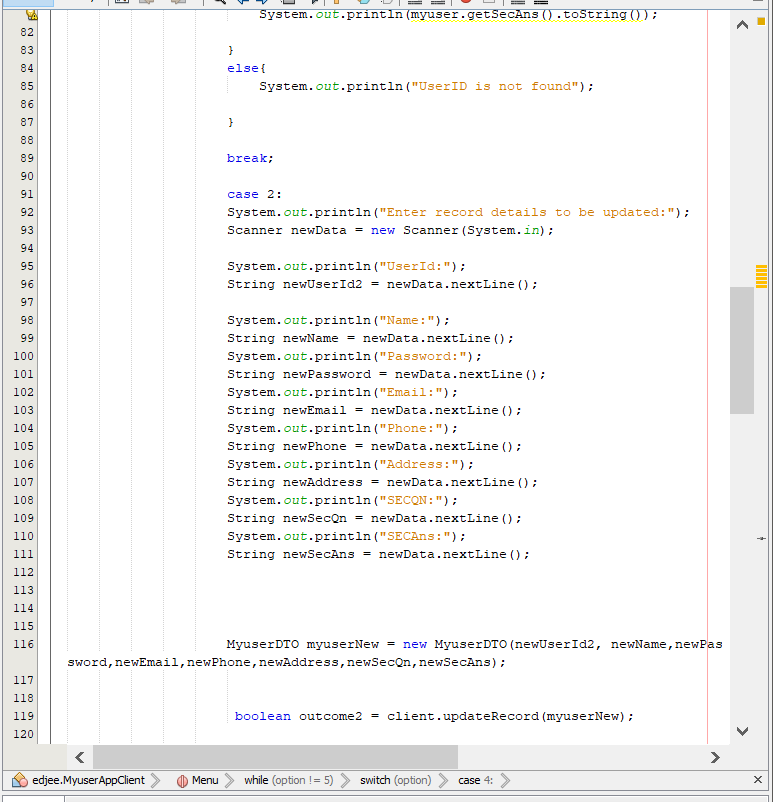 System.out.println(myuser.getSecAns().toString());
82
83 }
84 else{
85 System.out.println("UserID is not found");
86
87 }
88
89 break;
90
91 case 2:
92 System.out.println("Enter record details to be updated:");
93 Scanner newData = new Scanner(System.in);
94
95 System.out.println("UserId:");
96 String newUserId2 = newData.nextLine();
97
98 System.out.println("Name:");
99 String newName = newData.nextLine();
100 System.out.println("Password:");
101 String newPassword = newData.nextLine();
102 System.out.println("Email:");
103 String newEmail = newData.nextLine();
104 System.out.println("Phone:");
105 String newPhone = newData.nextLine();
106 System.out.println("Address:");
107 String newAddress = newData.nextLine();
108 System.out.println("SECQN:");
109 String newSecQn = newData.nextLine();
110 System.out.println("SECAns:");
111 String newSecAns = newData.nextLine();
112
113
114
115
116 MyuserDTO myuserNew = new MyuserDTO(newUserId2, newName,newPas
sword,newEmail,newPhone,newAddress,newSecQn,newSecAns);
117
118
119 boolean outcome2 = client.updateRecord(myuserNew);
120
edjee.MyuserAppClient Menu while (option != 5) switch (option) case 4: